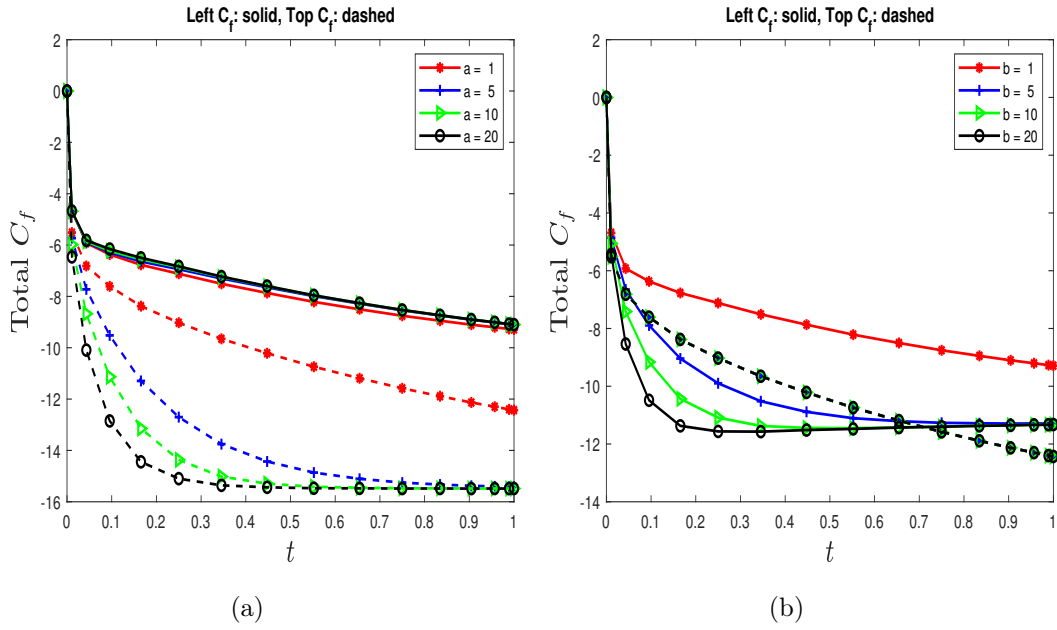 Left C_f: solid, Top C_f: dashed
2
0
-2
-4
-6
-8
-10
-12
-14
-16
Total C_f
0 0.1 0.2 0.3 0.4 0.5 0.6 0.7 0.8 0.9 1
t
a = 1
a = 5
a = 10
a = 20
(a)
Left C_f: solid, Top C_f: dashed
2
0
-2
-4
-6
-8
-10
-12
-14
Total C_f
0 0.1 0.2 0.3 0.4 0.5 0.6 0.7 0.8 0.9 1
t
b = 1
b = 5
b = 10
b = 20
(b)